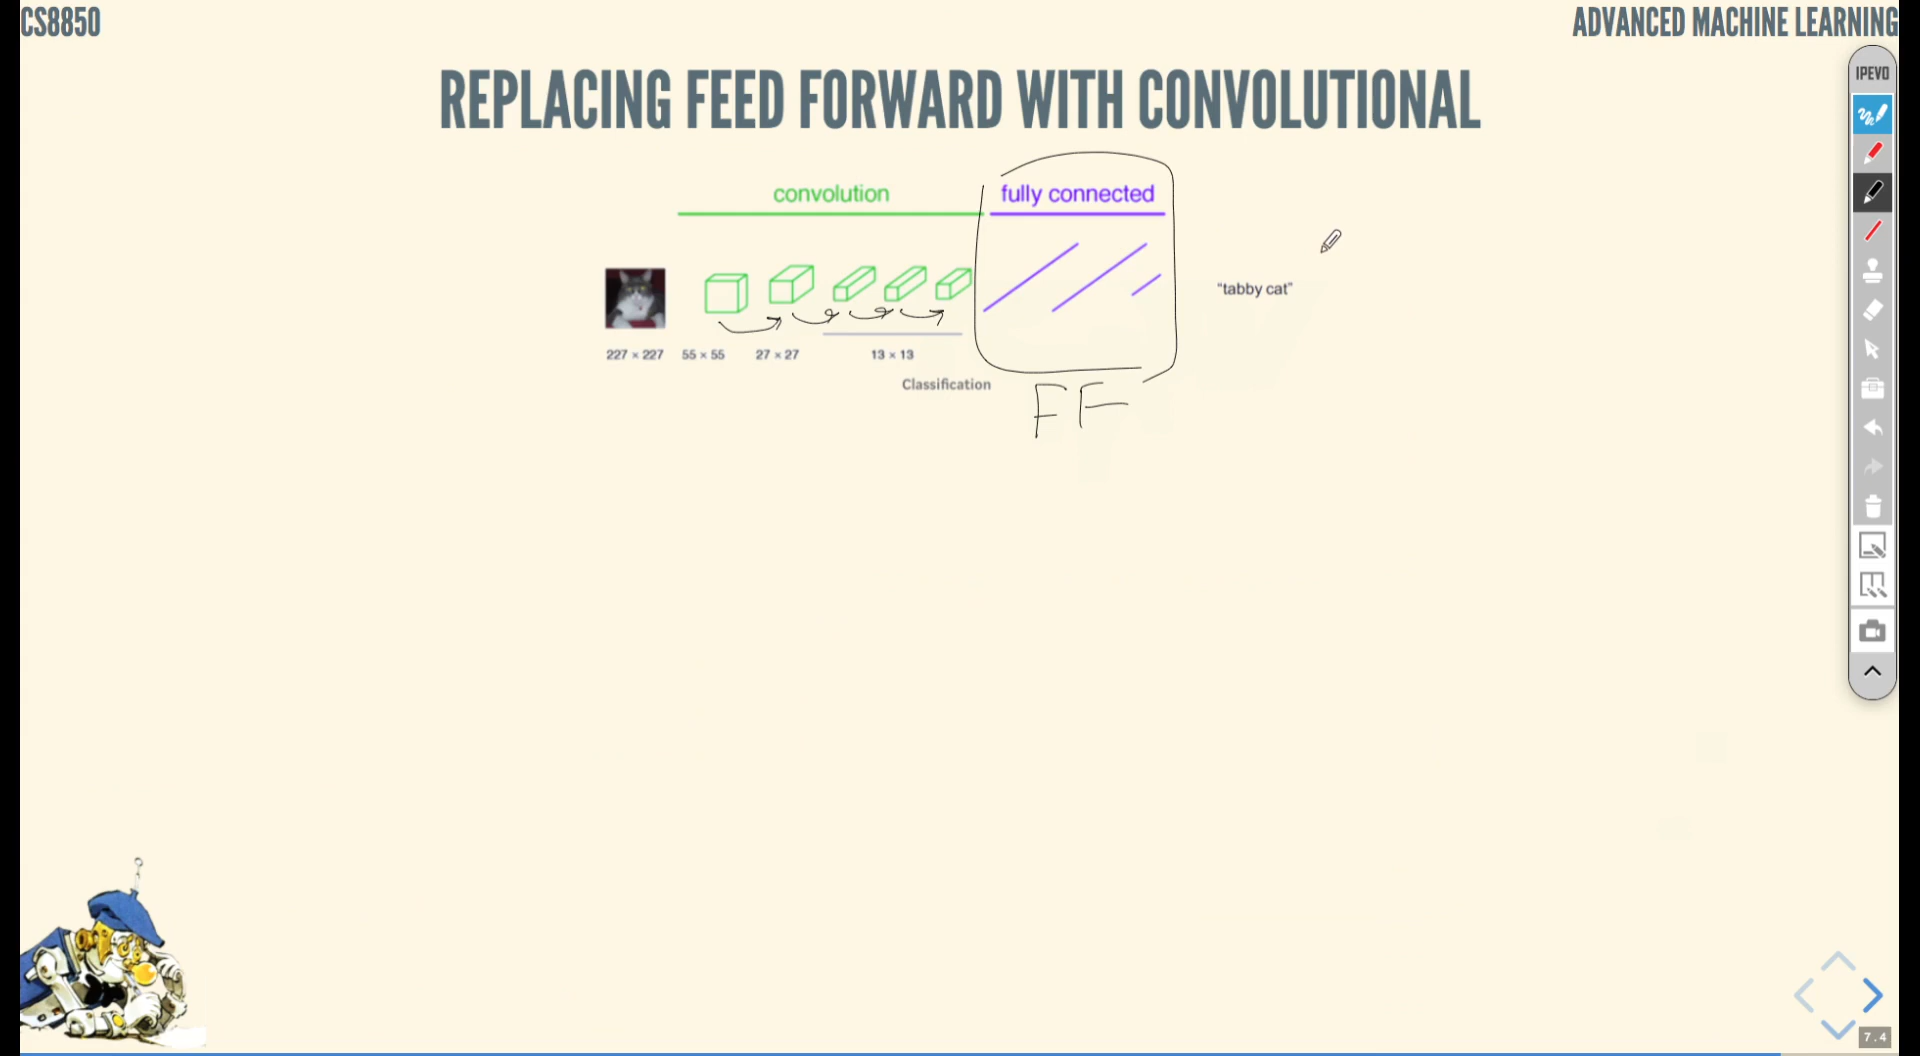 CS8850
ADVANCED MACHINE LEARNING
IPEVO
REPLACING FEED FORWARD WITH CONVOLUTIONAL
convolution
fully connected
"tabby cat"
227 × 227 55 × 55 27 × 27 13 × 13
Classification
FF
7.4